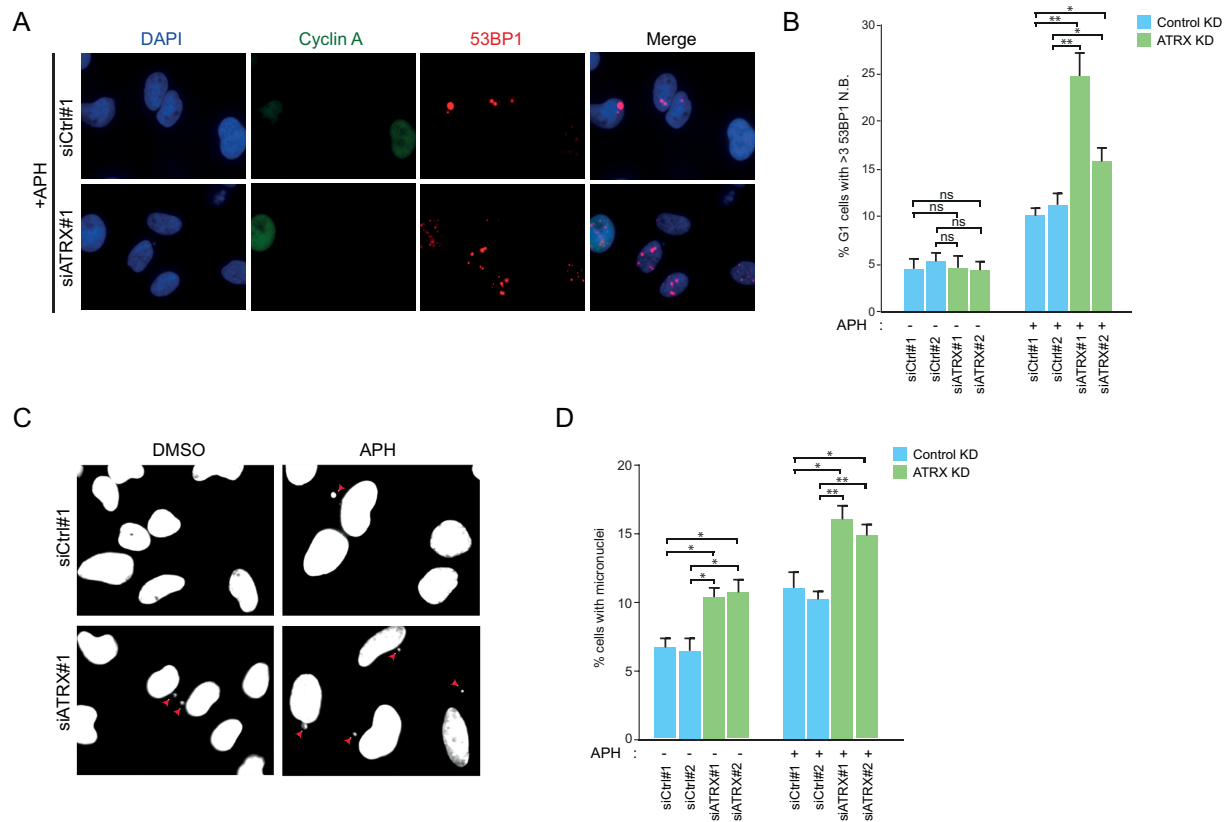 A
DAPI
Cyclin A
53BP1
Merge
+APH
siCtrl#1
siATRX#1
B
% G1 cells with >3 53BP1 N.B.
30
25
20
15
10
5
0
ns
ns
ns
ns
*
**
*
**
Control KD
ATRX KD
APH : - - - - + + + +
siCtrl#1 siCtrl#2 siATRX#1 siATRX#2 siCtrl#1 siCtrl#2 siATRX#1 siATRX#2
C
DMSO
APH
siCtrl#1
siATRX#1
D
% cells with micronuclei
20
15
10
5
0
*
*
*
*
*
*
**
**
Control KD
ATRX KD
APH : - - - - + + + +
siCtrl#1 siCtrl#2 siATRX#1 siATRX#2 siCtrl#1 siCtrl#2 siATRX#1 siATRX#2